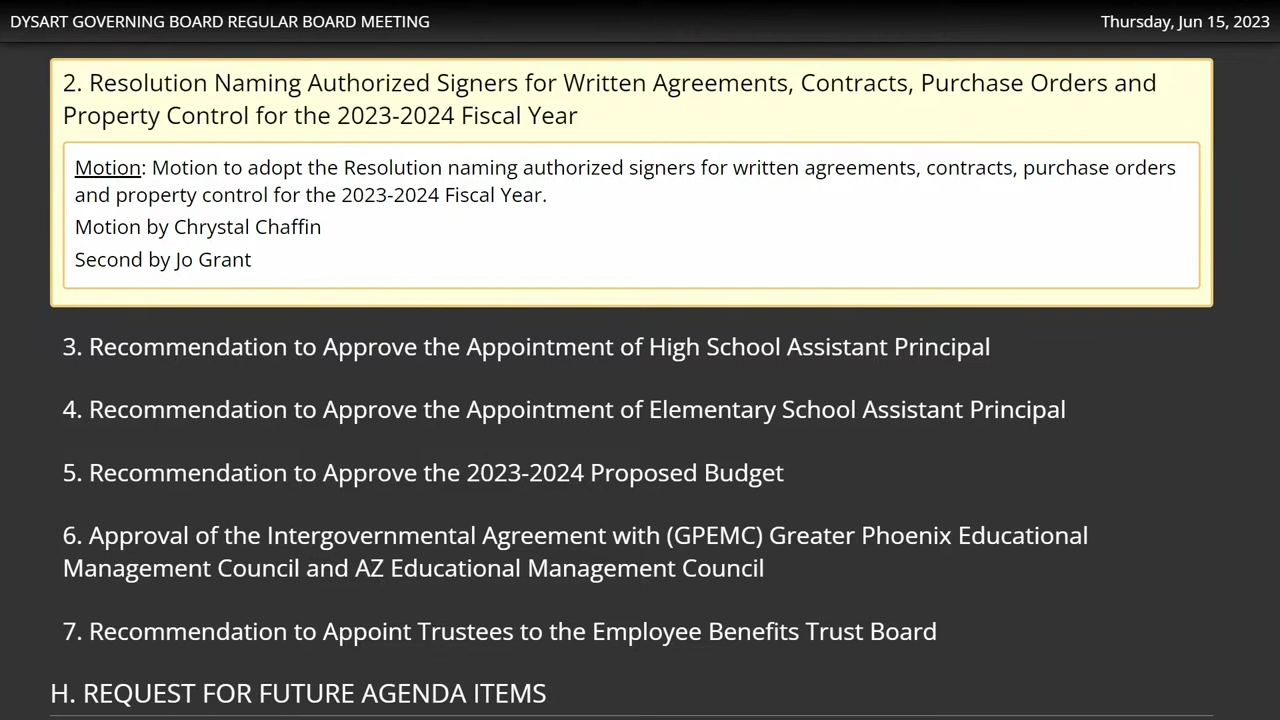 DYSART GOVERNING BOARD REGULAR BOARD MEETING
Thursday, Jun 15, 2023
2. Resolution Naming Authorized Signers for Written Agreements, Contracts, Purchase Orders and
Property Control for the 2023-2024 Fiscal Year
Motion: Motion to adopt the Resolution naming authorized signers for written agreements, contracts, purchase orders
and property control for the 2023-2024 Fiscal Year.
Motion by Chrystal Chaffin
Second by Jo Grant
3. Recommendation to Approve the Appointment of High School Assistant Principal
4. Recommendation to Approve the Appointment of Elementary School Assistant Principal
5. Recommendation to Approve the 2023-2024 Proposed Budget
6. Approval of the Intergovernmental Agreement with (GPEMC) Greater Phoenix Educational
Management Council and AZ Educational Management Council
7. Recommendation to Appoint Trustees to the Employee Benefits Trust Board
H. REQUEST FOR FUTURE AGENDA ITEMS